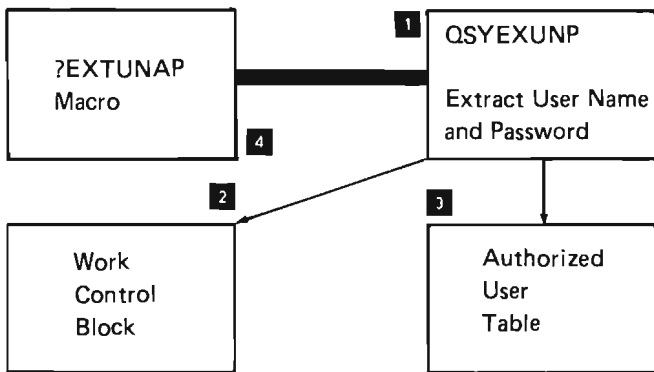 1
QSYEXUNP
?EXTUNAP
Macro
Extract User Name
and Password
4
2
3
Work
Control
Block
Authorized
User
Table